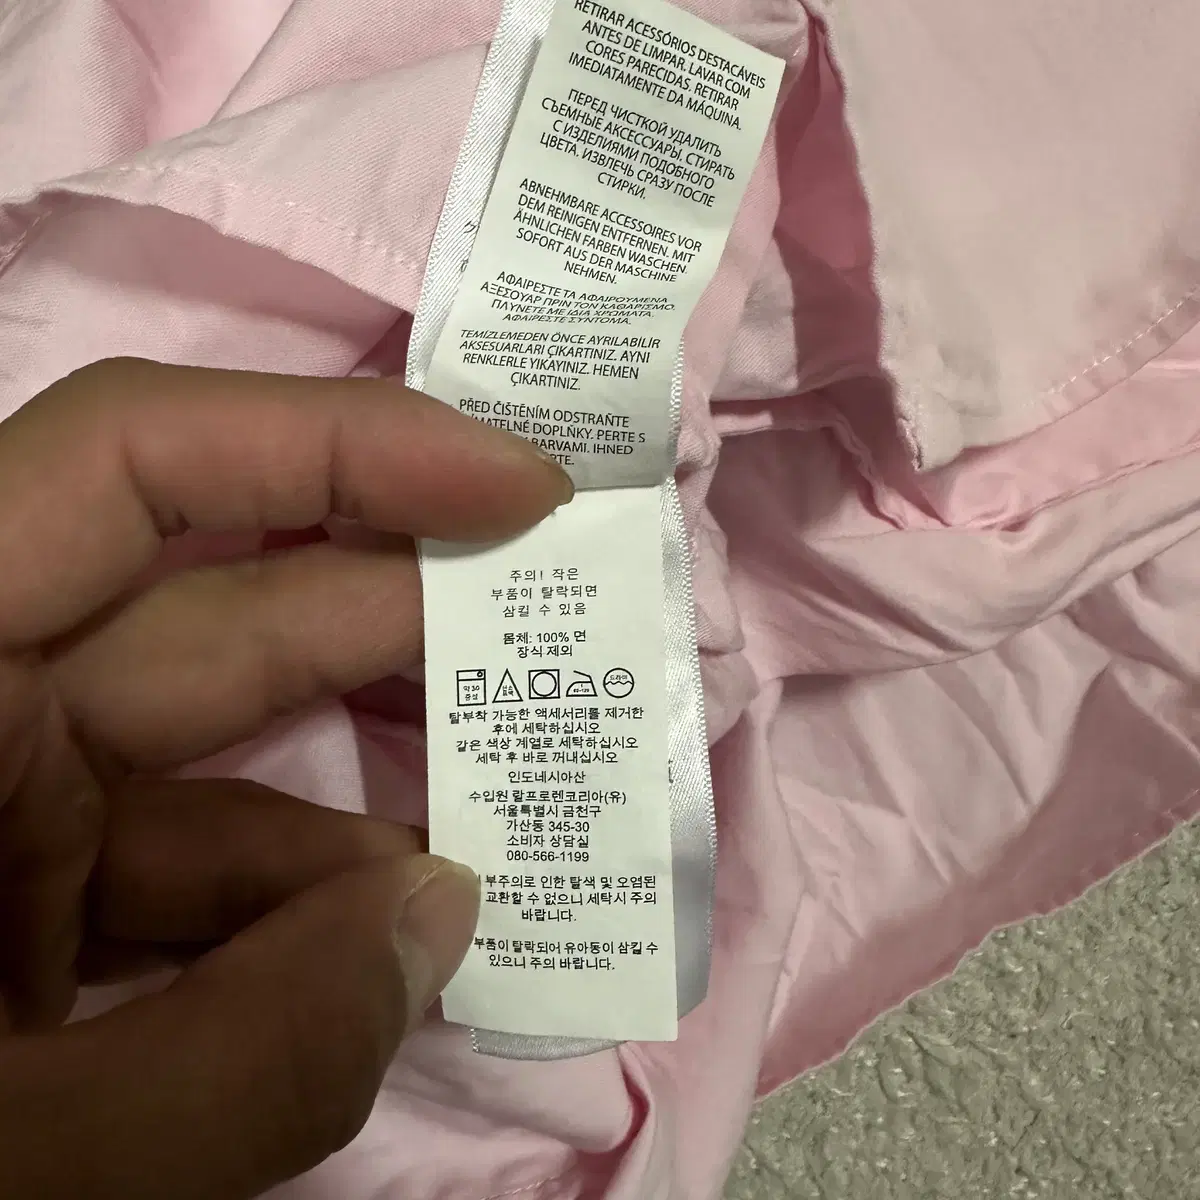 RETIRAR ACESSÓRIOS DESTACÁVEIS
ANTES DE LIMPAR. LAVAR COM
CORES PARECIDAS. RETIRAR
IMEDIATAMENTE DA MÁQUINA.
ПЕРЕД ЧИСТКОЙ УДАЛИТЬ
СЪЕМНЫЕ АКСЕССУАРЫ. СТИРАТЬ
С ИЗДЕЛИЯМИ ПОДОБНОГО
ЦВЕТА. ИЗВЛЕЧЬ СРАЗУ ПОСЛЕ
СТИРКИ.
ABNEHMBARE ACCESSOIRES VOR
DEM REINIGEN ENTFERNEN. MIT
ÄHNLICHEN FARBEN WASCHEN.
SOFORT AUS DER MASCHINE
NEHMEN.
ΑΦΑΙΡΕΣΤΕ ΤΑ ΑΦΑΙΡΟΥΜΕΝΑ
ΑΞΕΣΟΥΑΡ ΠΡΙΝ ΤΟΝ ΚΑΘΑΡΙΣΜΟ.
ΠΛΥΝΕΤΕ ΜΕ ΙΔΙΑ ΧΡΩΜΑΤΑ.
ΑΦΑΙΡΕΣΤΕ ΣΥΝΤΟΜΑ.
TEMİZLEMEDEN ÖNCE AYRILABİLİR
AKSESUARLARI ÇIKARTINIZ. AYNI
RENKLERLE YIKAYINIZ. HEMEN
ÇIKARTINIZ.
PŘED ČIŠTĚNÍM ODSTRAŇTE
DOPLŇKY. PERTE S
BARVAMI. IHNED
주의! 작은
부품이 탈락되면
삼킬 수 있음
몸체: 100% 면
장식 제외
약30
중성
드라이
탈부착 가능한 액세서리를 제거한
후에 세탁하십시오
같은 색상 계열로 세탁하십시오
세탁 후 바로 꺼내십시오
인도네시아산
수입원 랄프로렌코리아(유)
서울특별시 금천구
가산동 345-30
소비자 상담실
080-566-1199
부주의로 인한 탈색 및 오염된
교환할 수 없으니 세탁시 주의
바랍니다.
부품이 탈락되어 유아동이 삼킬 수
있으니 주의 바랍니다.